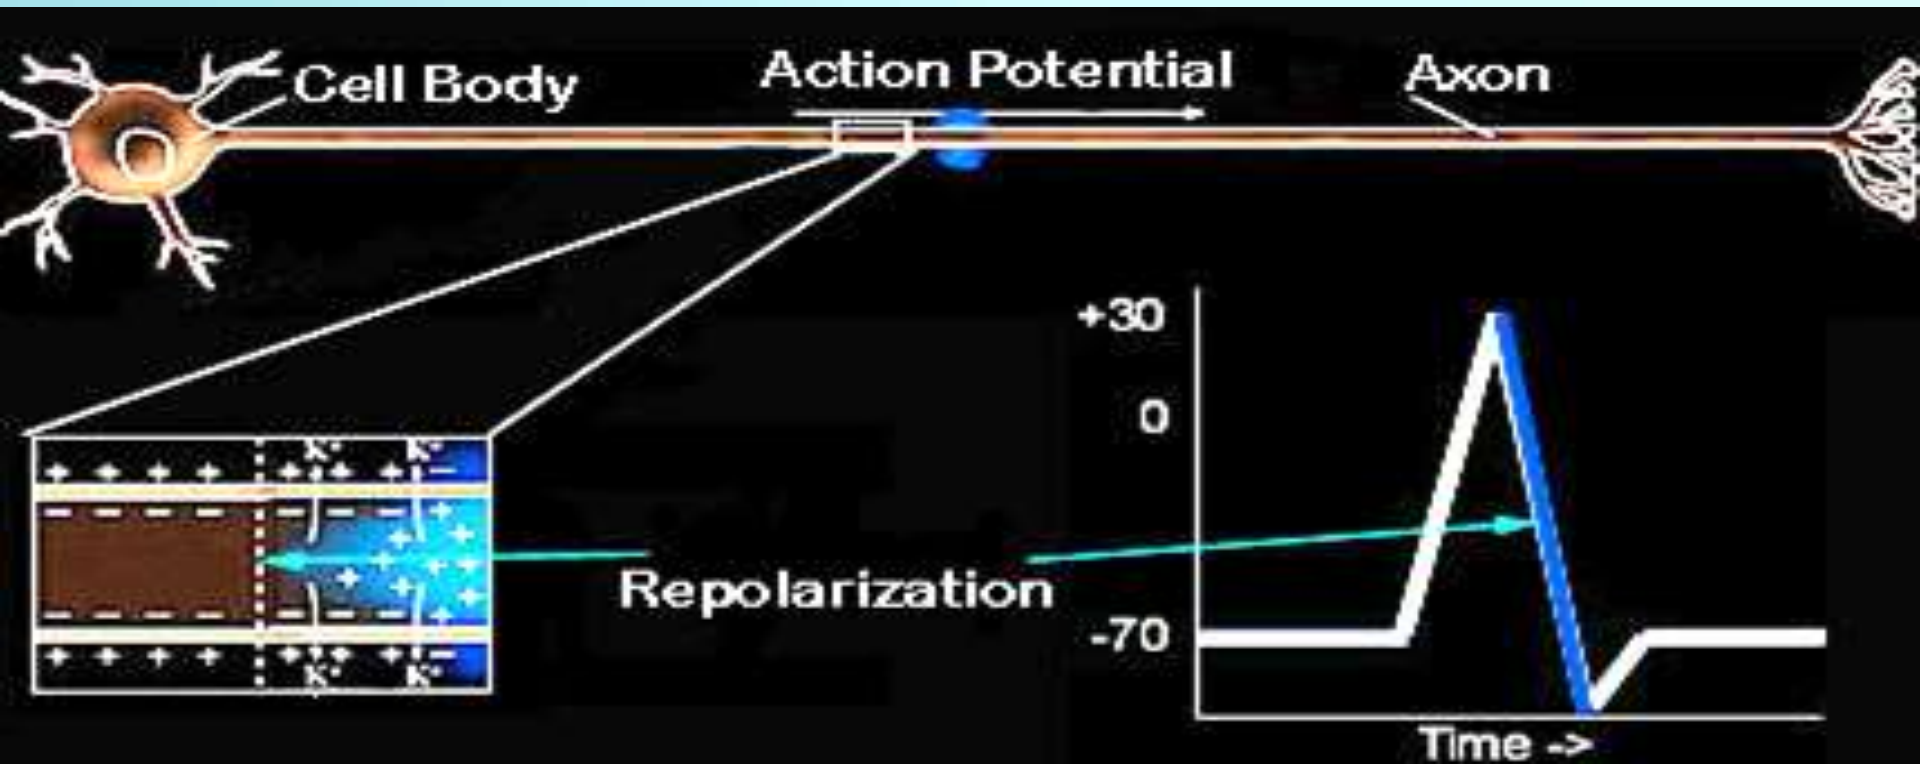 Cell Body
Action Potential
Axon
+30
0
-70
Repolarization
K+ K+
K+ K+
Time ->